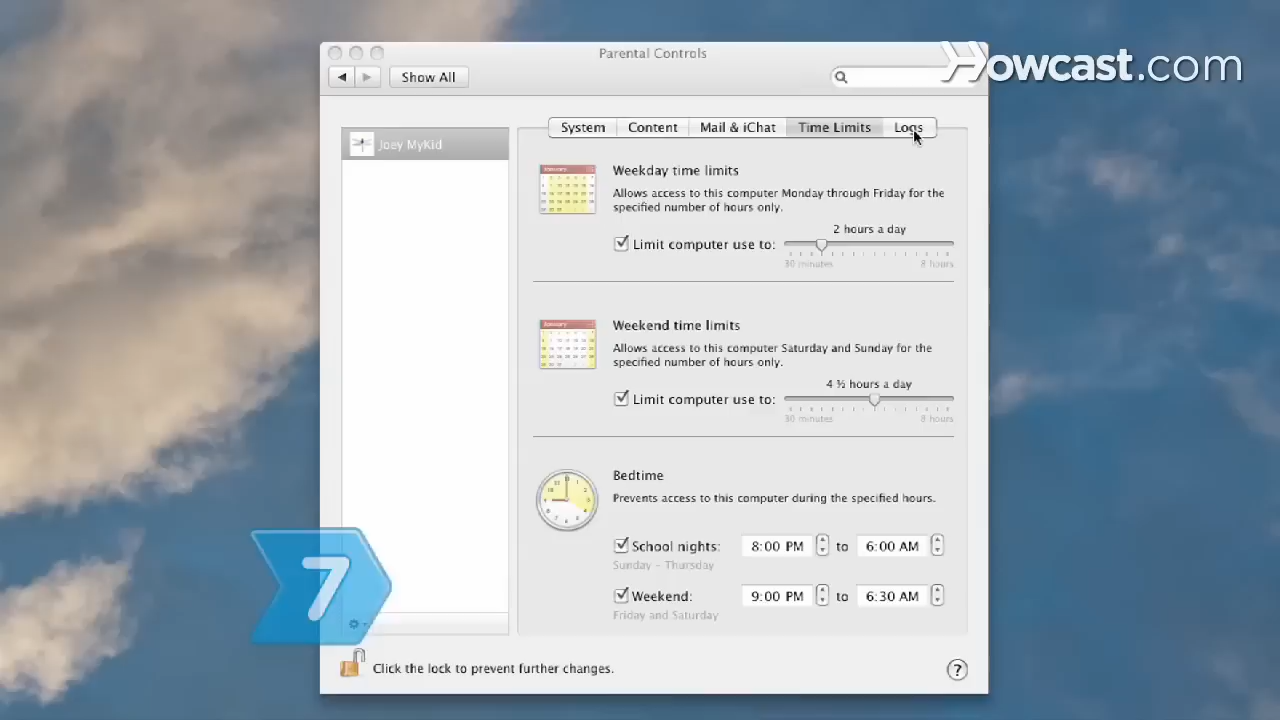 Parental Controls
Howcast.com
Show All
System Content Mail & iChat Time Limits Logs
Joey MyKid
Weekday time limits
Allows access to this computer Monday through Friday for the
specified number of hours only.
2 hours a day
Limit computer use to:
30 minutes 8 hours
Weekend time limits
Allows access to this computer Saturday and Sunday for the
specified number of hours only.
4 ½ hours a day
Limit computer use to:
30 minutes 8 hours
Bedtime
Prevents access to this computer during the specified hours.
School nights: 8:00 PM to 6:00 AM
Sunday – Thursday
Weekend: 9:00 PM to 6:30 AM
Friday and Saturday
7
Click the lock to prevent further changes.
?